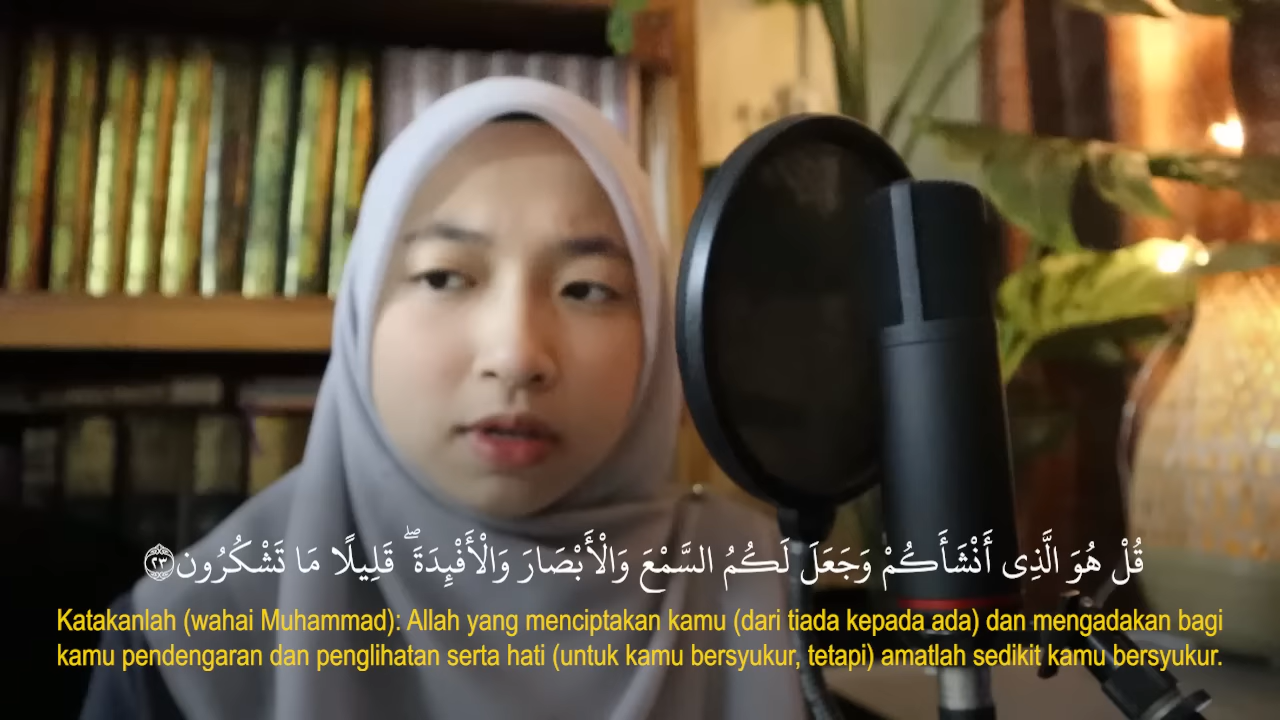 قُلْ هُوَ الَّذِى أَنْشَأَكُمْ وَجَعَلَ لَكُمُ السَّمْعَ وَالْأَبْصَارَ وَالْأَفْئِدَةَ ۖ قَلِيلًا مَا تَشْكُرُون ٢٣
Katakanlah (wahai Muhammad): Allah yang menciptakan kamu (dari tiada kepada ada) dan mengadakan bagi
kamu pendengaran dan penglihatan serta hati (untuk kamu bersyukur, tetapi) amatlah sedikit kamu bersyukur.